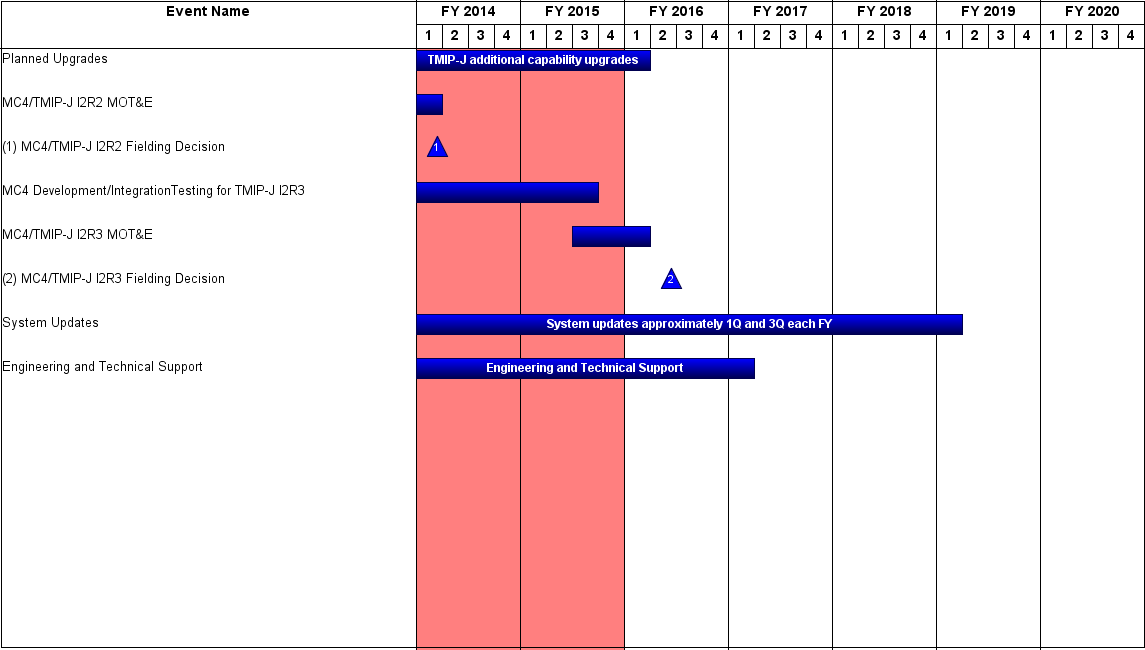 Event Name FY 2014 FY 2015 FY 2016 FY 2017 FY 2018 FY 2019 FY 2020
1 2 3 4 1 2 3 4 1 2 3 4 1 2 3 4 1 2 3 4 1 2 3 4 1 2 3 4
Planned Upgrades TMIP-J additional capability upgrades
MC4/TMIP-J I2R2 MOT&E
(1) MC4/TMIP-J I2R2 Fielding Decision 1
MC4 Development/IntegrationTesting for TMIP-J I2R3
MC4/TMIP-J I2R3 MOT&E
(2) MC4/TMIP-J I2R3 Fielding Decision 2
System Updates System updates approximately 1Q and 3Q each FY
Engineering and Technical Support Engineering and Technical Support